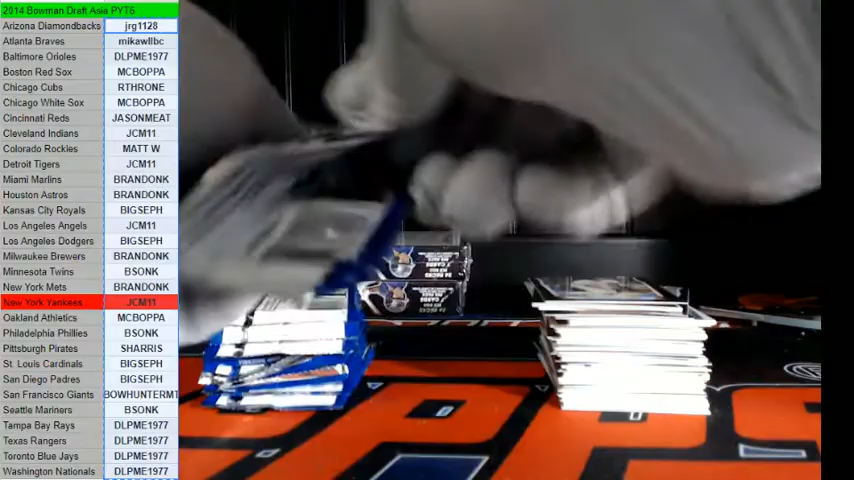 2014 Bowman Draft Asia PYT6
Arizona Diamondbacks jrg1128
Atlanta Braves mikawllbc
Baltimore Orioles DLPME1977
Boston Red Sox MCBOPPA
Chicago Cubs RTHRONE
Chicago White Sox MCBOPPA
Cincinnati Reds JASONMEAT
Cleveland Indians JCM11
Colorado Rockies MATT W
Detroit Tigers JCM11
Miami Marlins BRANDONK
Houston Astros BRANDONK
Kansas City Royals BIGSEPH
Los Angeles Angels JCM11
Los Angeles Dodgers BIGSEPH
Milwaukee Brewers BRANDONK
Minnesota Twins BSONK
New York Mets BRANDONK
New York Yankees JCM11
Oakland Athletics MCBOPPA
Philadelphia Phillies BSONK
Pittsburgh Pirates SHARRIS
St. Louis Cardinals BIGSEPH
San Diego Padres BIGSEPH
San Francisco Giants BOWHUNTERMT
Seattle Mariners BSONK
Tampa Bay Rays DLPME1977
Texas Rangers DLPME1977
Toronto Blue Jays DLPME1977
Washington Nationals DLPME1977